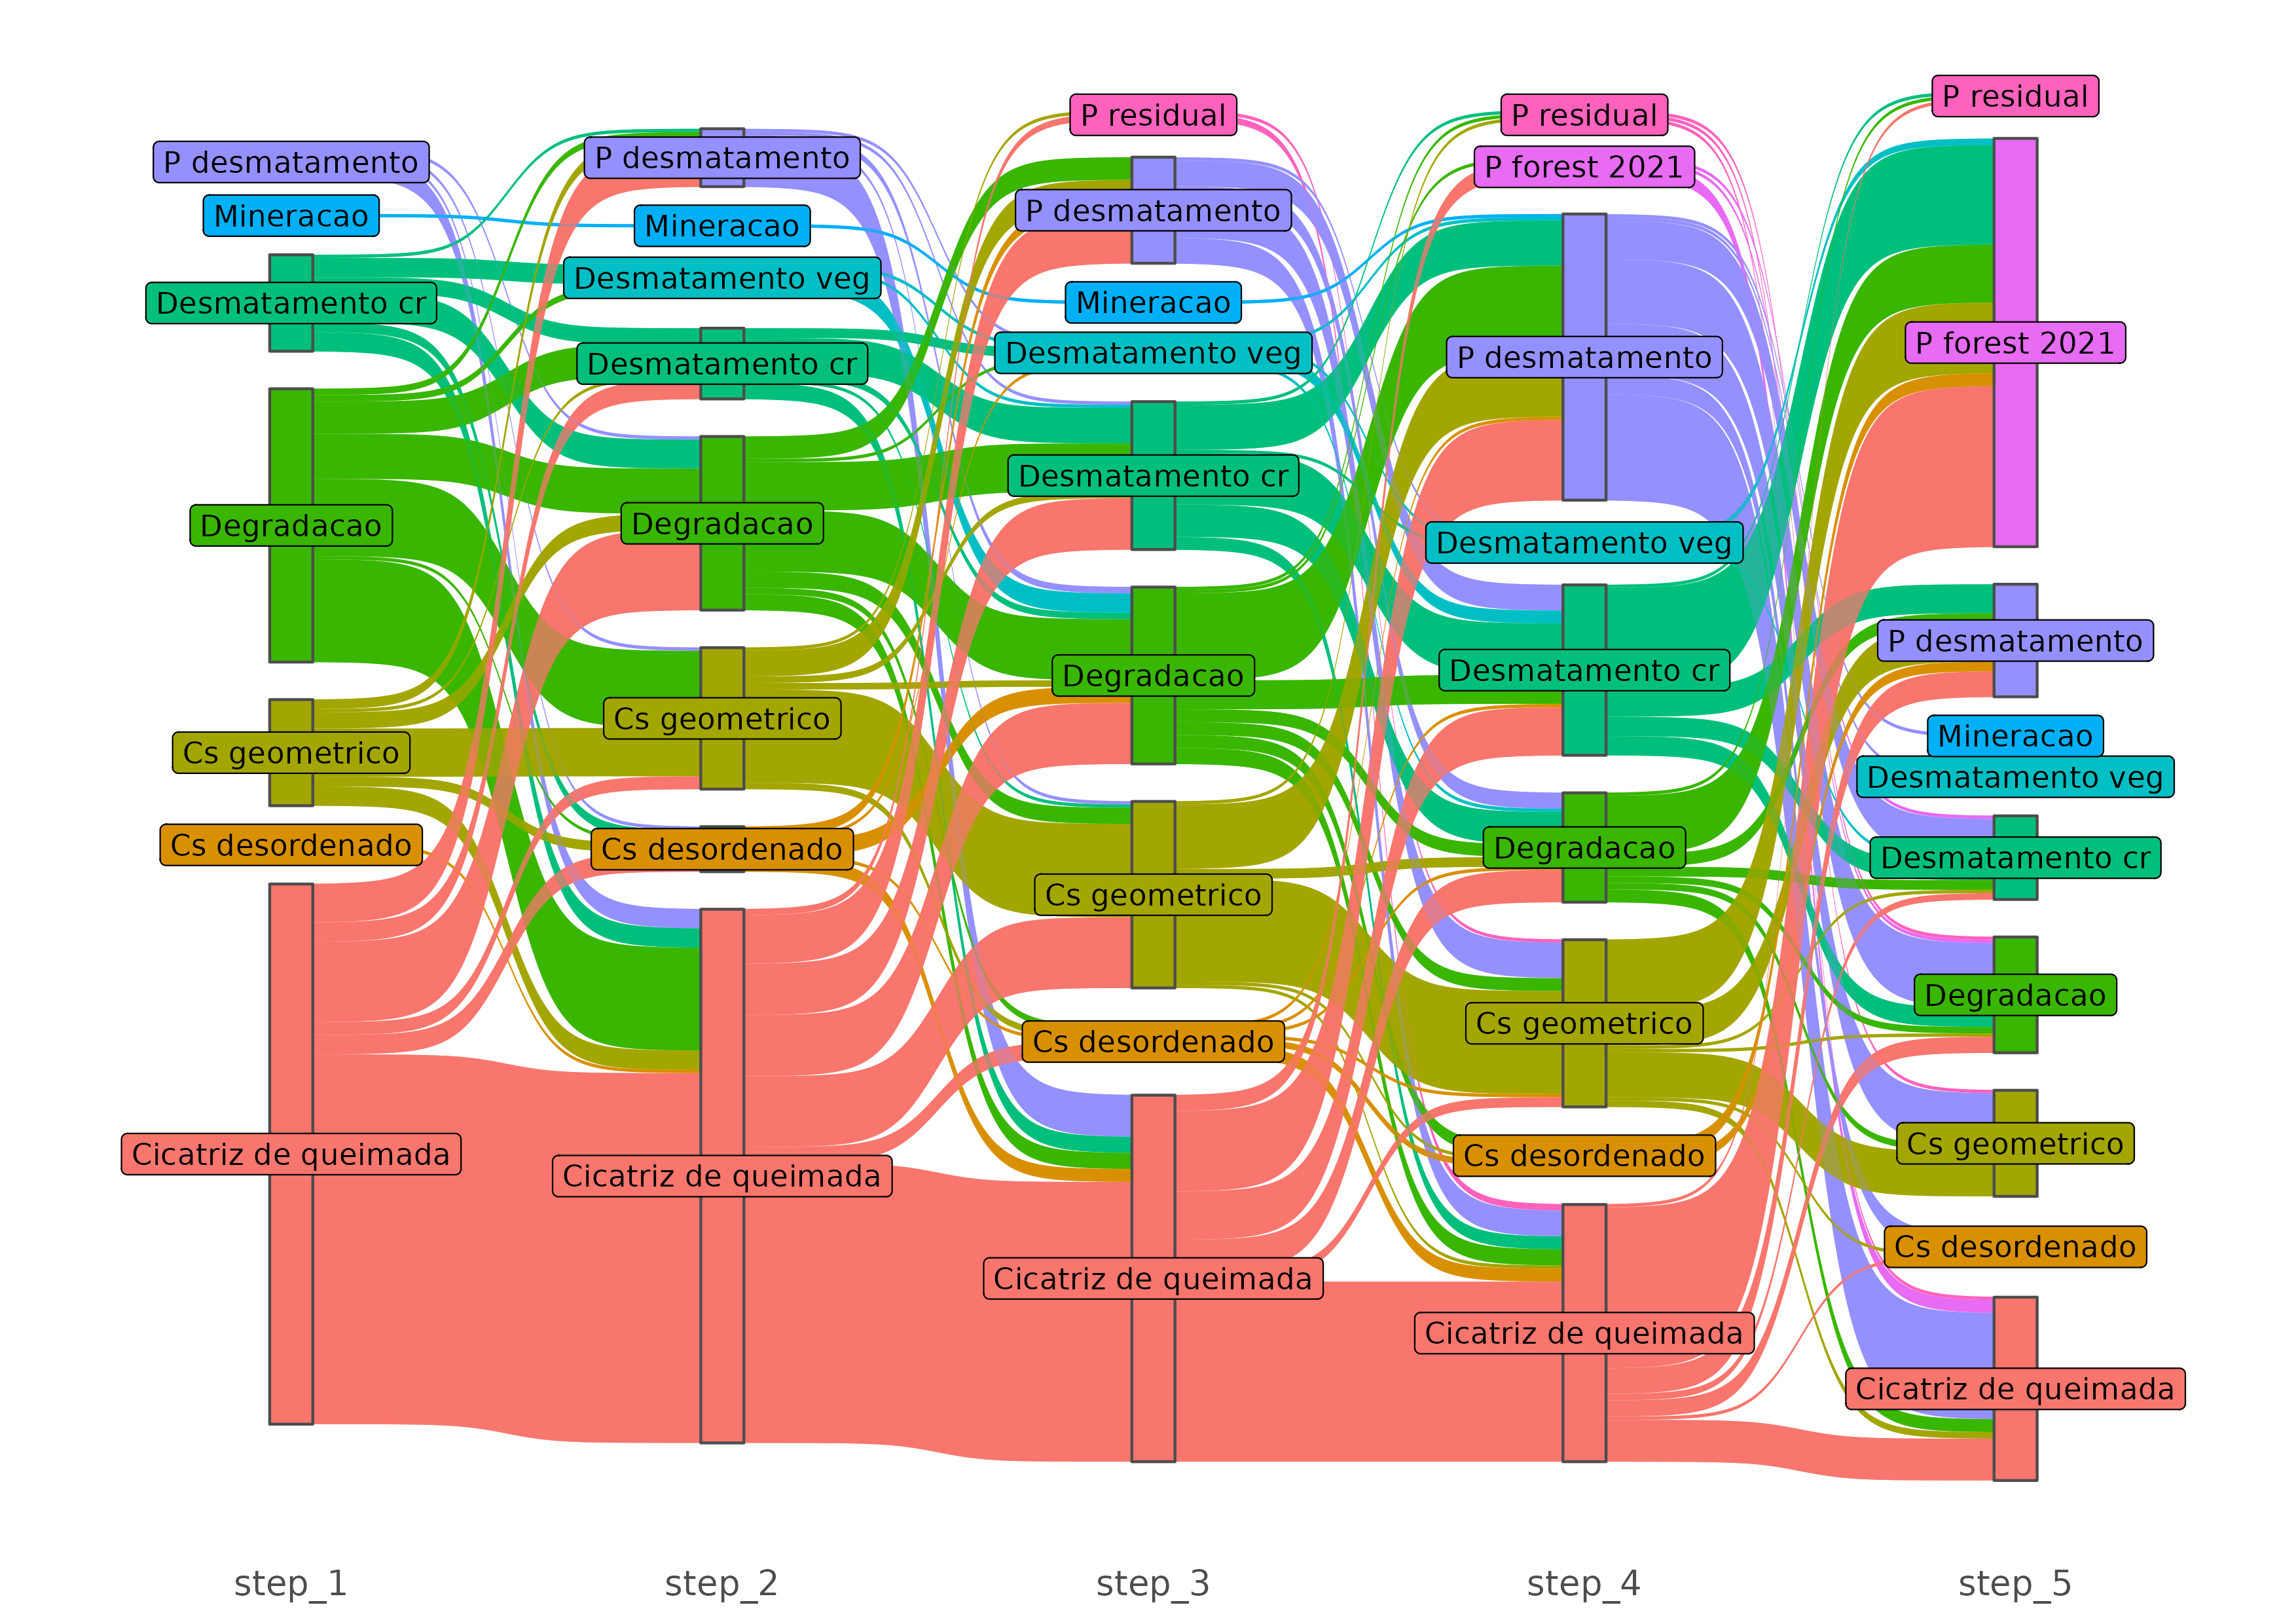 P desmatamento
Mineracao
Desmatamento cr
Degradacao
Cs geometrico
Cs desordenado
Cicatriz de queimada
P desmatamento
Mineracao
Desmatamento veg
Desmatamento cr
Degradacao
Cs geometrico
Cs desordenado
Cicatriz de queimada
P residual
P desmatamento
Mineracao
Desmatamento veg
Desmatamento cr
Degradacao
Cs geometrico
Cs desordenado
Cicatriz de queimada
P residual
P forest 2021
P desmatamento
Desmatamento veg
Desmatamento cr
Degradacao
Cs geometrico
Cs desordenado
Cicatriz de queimada
P residual
P forest 2021
P desmatamento
Mineracao
Desmatamento veg
Desmatamento cr
Degradacao
Cs geometrico
Cs desordenado
Cicatriz de queimada
step_1
step_2
step_3
step_4
step_5